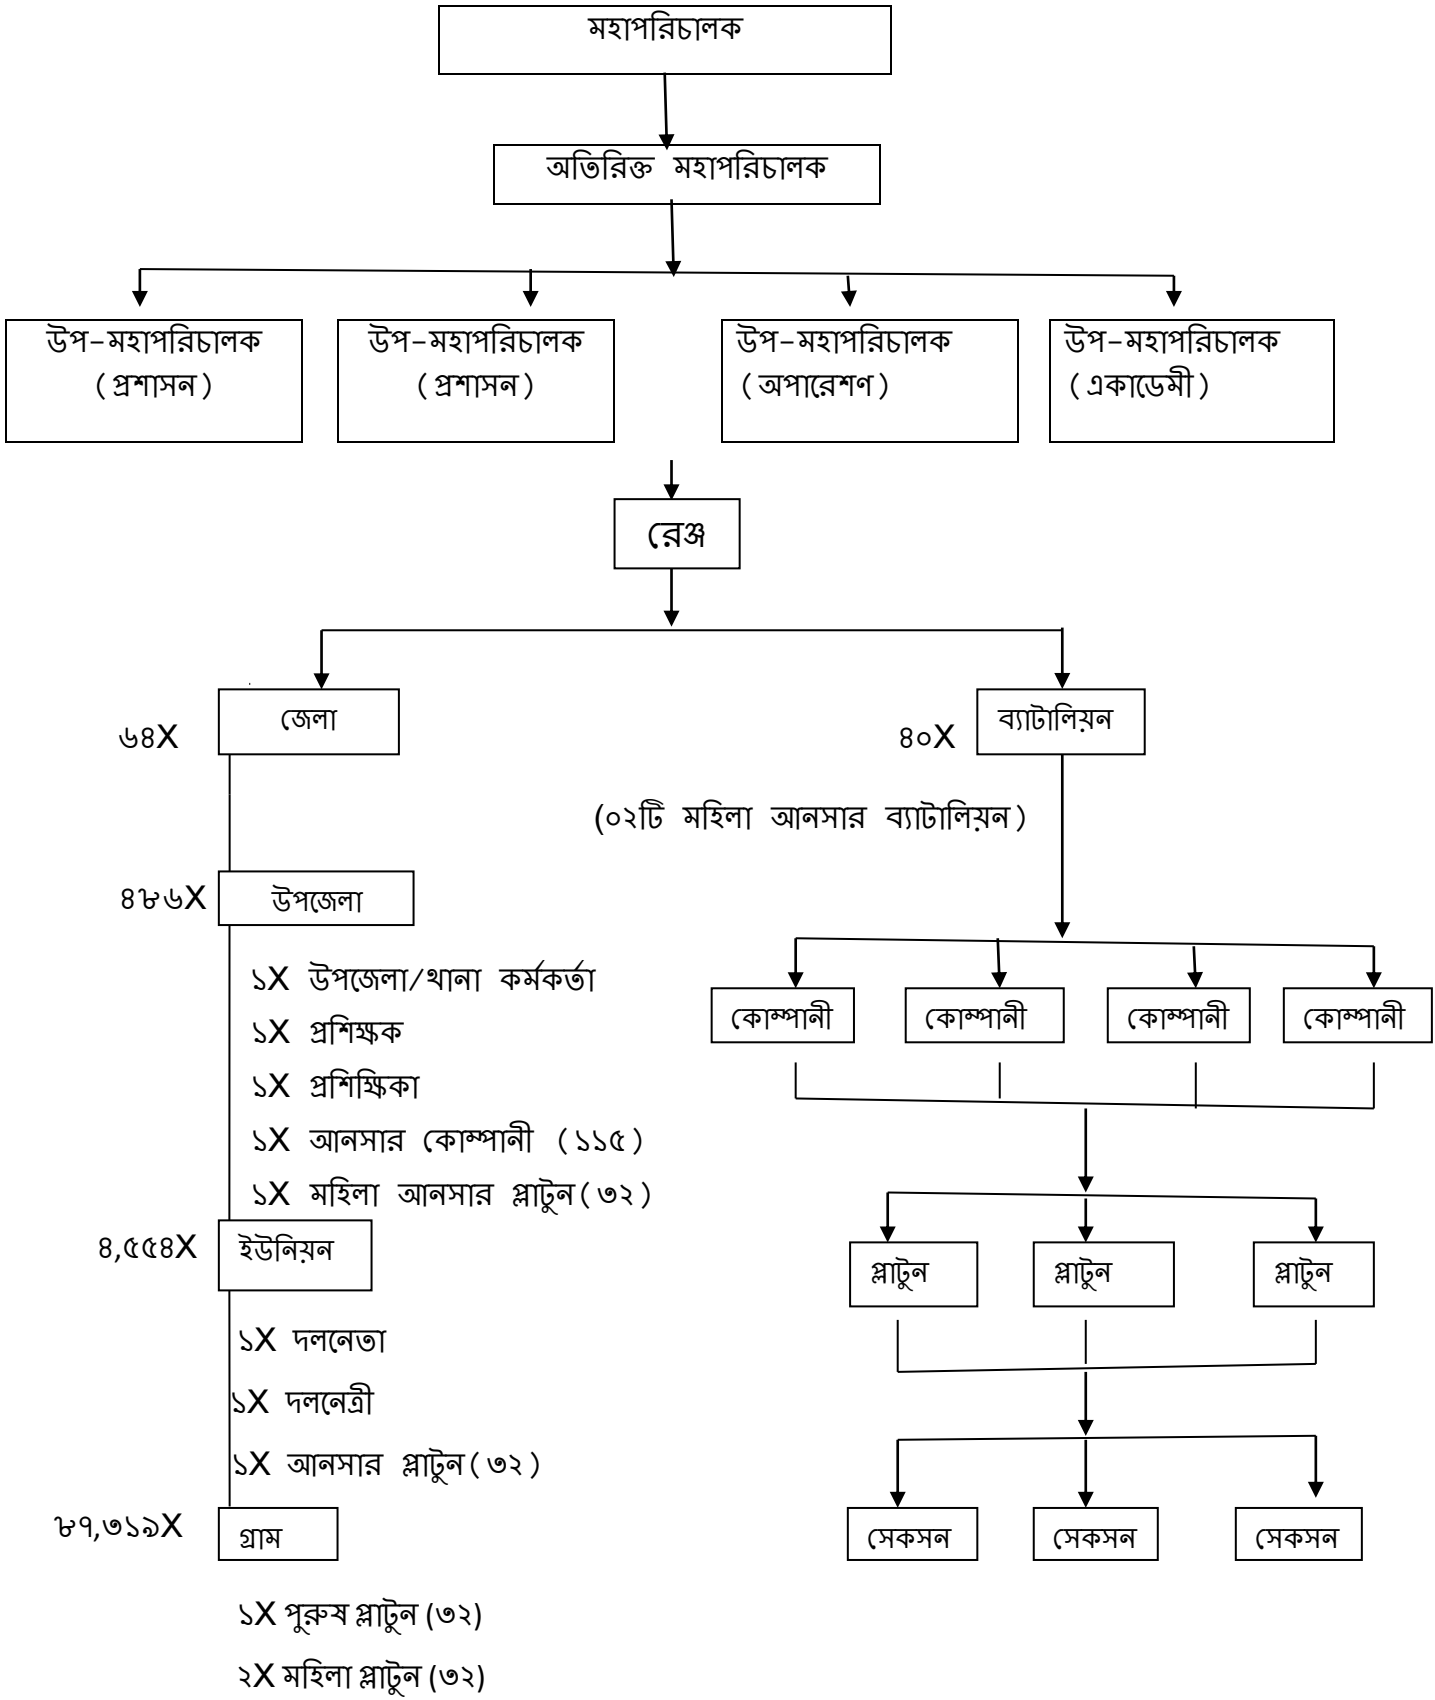 মহাপরিচালক
অতিরিক্ত মহাপরিচালক
উপ-মহাপরিচালক
(প্রশাসন)
উপ-মহাপরিচালক
(প্রশাসন)
উপ-মহাপরিচালক
(অপারেশণ)
উপ-মহাপরিচালক
(একাডেমী)
রেঞ্জ
৬৪X
জেলা
৪০X
ব্যাটালিয়ন
(০২টি মহিলা আনসার ব্যাটালিয়ন)
৪৮৬X
উপজেলা
১X উপজেলা/থানা কর্মকর্তা
১X প্রশিক্ষক
১X প্রশিক্ষিকা
১X আনসার কোম্পানী (১১৫)
১X মহিলা আনসার প্লাটুন(৩২)
কোম্পানী
কোম্পানী
কোম্পানী
কোম্পানী
৪,৫৫৪X
ইউনিয়ন
প্লাটুন
প্লাটুন
প্লাটুন
১X দলনেতা
১X দলনেত্রী
১X আনসার প্লাটুন(৩২)
৮৭,৩১৯X
গ্রাম
সেকসন
সেকসন
সেকসন
১X পুরুষ প্লাটুন (৩২)
২X মহিলা প্লাটুন (৩২)